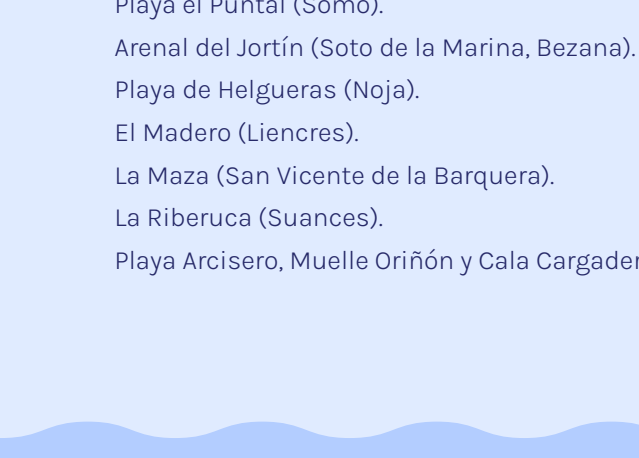 Playa el Puntal (Somo).
Arenal del Jortín (Soto de la Marina, Bezana).
Playa de Helgueras (Noja).
El Madero (Liencres).
La Maza (San Vicente de la Barquera).
La Riberuca (Suances).
Playa Arcisero, Muelle Oriñón y Cala